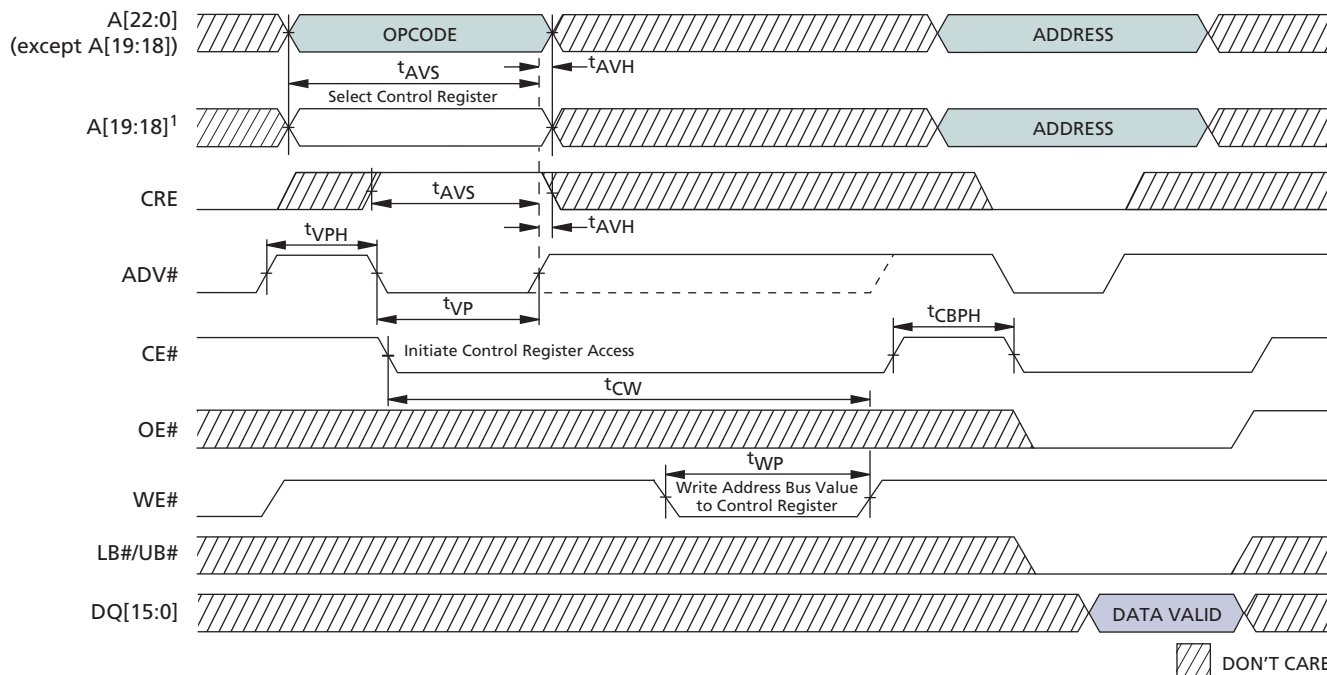 A[22:0]
(except A[19:18])
OPCODE
ADDRESS
tAVS
tAVH
Select Control Register
A[19:18]1
ADDRESS
CRE
tAVS
tAVH
tVPH
ADV#
tVP
tCBPH
CE#
Initiate Control Register Access
tCW
OE#
tWP
WE#
Write Address Bus Value
to Control Register
LB#/UB#
DQ[15:0]
DATA VALID
DON'T CARE